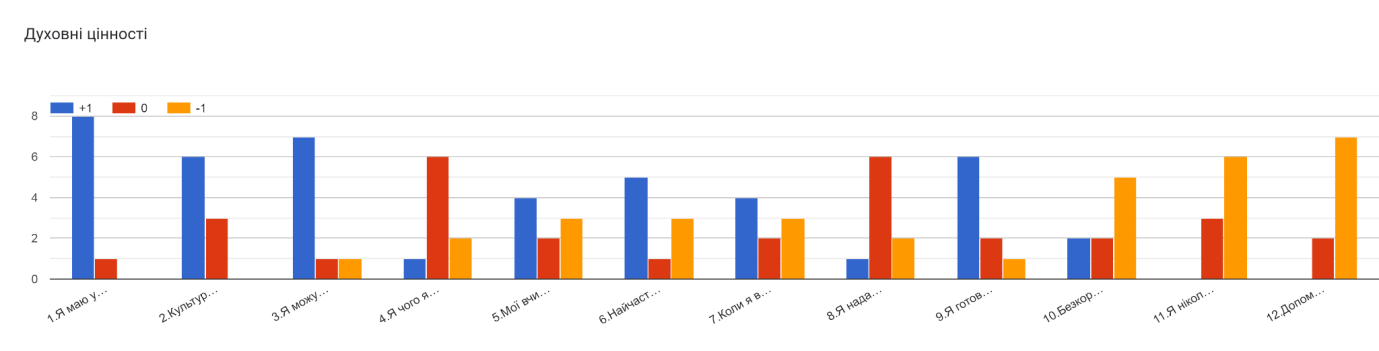 Духовні цінності
+1 0 -1
8
6
4
2
0
1.Я маю у…
2.Культур…
3.Я можу…
4.Я чого я…
5.Мої вчи…
6.Найчаст…
7.Коли я в…
8.Я нада…
9.Я готов…
10.Безкор…
11.Я нікол…
12.Допом…